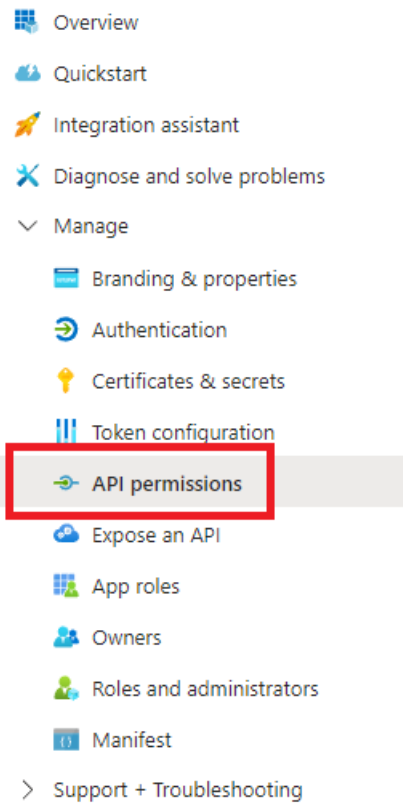 Overview
Quickstart
Integration assistant
Diagnose and solve problems
Manage
Branding & properties
Authentication
Certificates & secrets
Token configuration
API permissions
Expose an API
App roles
Owners
Roles and administrators
Manifest
Support + Troubleshooting